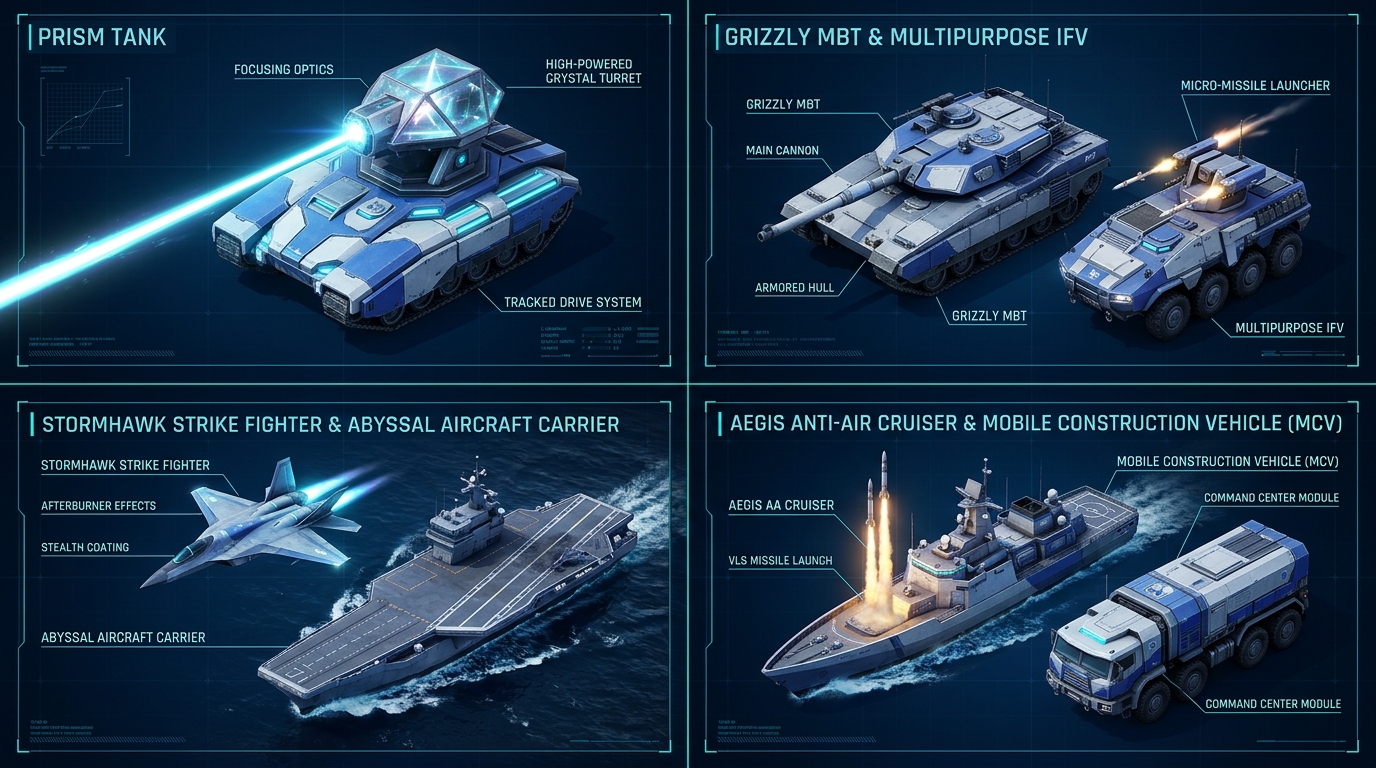 PRISM TANK
FOCUSING OPTICS
HIGH-POWERED
CRYSTAL TURRET
TRACKED DRIVE SYSTEM
GRIZZLY MBT & MULTIPURPOSE IFV
GRIZZLY MBT
MICRO-MISSILE LAUNCHER
MAIN CANNON
ARMORED HULL
GRIZZLY MBT
MULTIPURPOSE IFV
STORMHAWK STRIKE FIGHTER & ABYSSAL AIRCRAFT CARRIER
STORMHAWK STRIKE FIGHTER
AFTERBURNER EFFECTS
STEALTH COATING
ABYSSAL AIRCRAFT CARRIER
AEGIS ANTI-AIR CRUISER & MOBILE CONSTRUCTION VEHICLE (MCV)
MOBILE CONSTRUCTION VEHICLE (MCV)
COMMAND CENTER MODULE
AEGIS AA CRUISER
VLS MISSILE LAUNCH
COMMAND CENTER MODULE